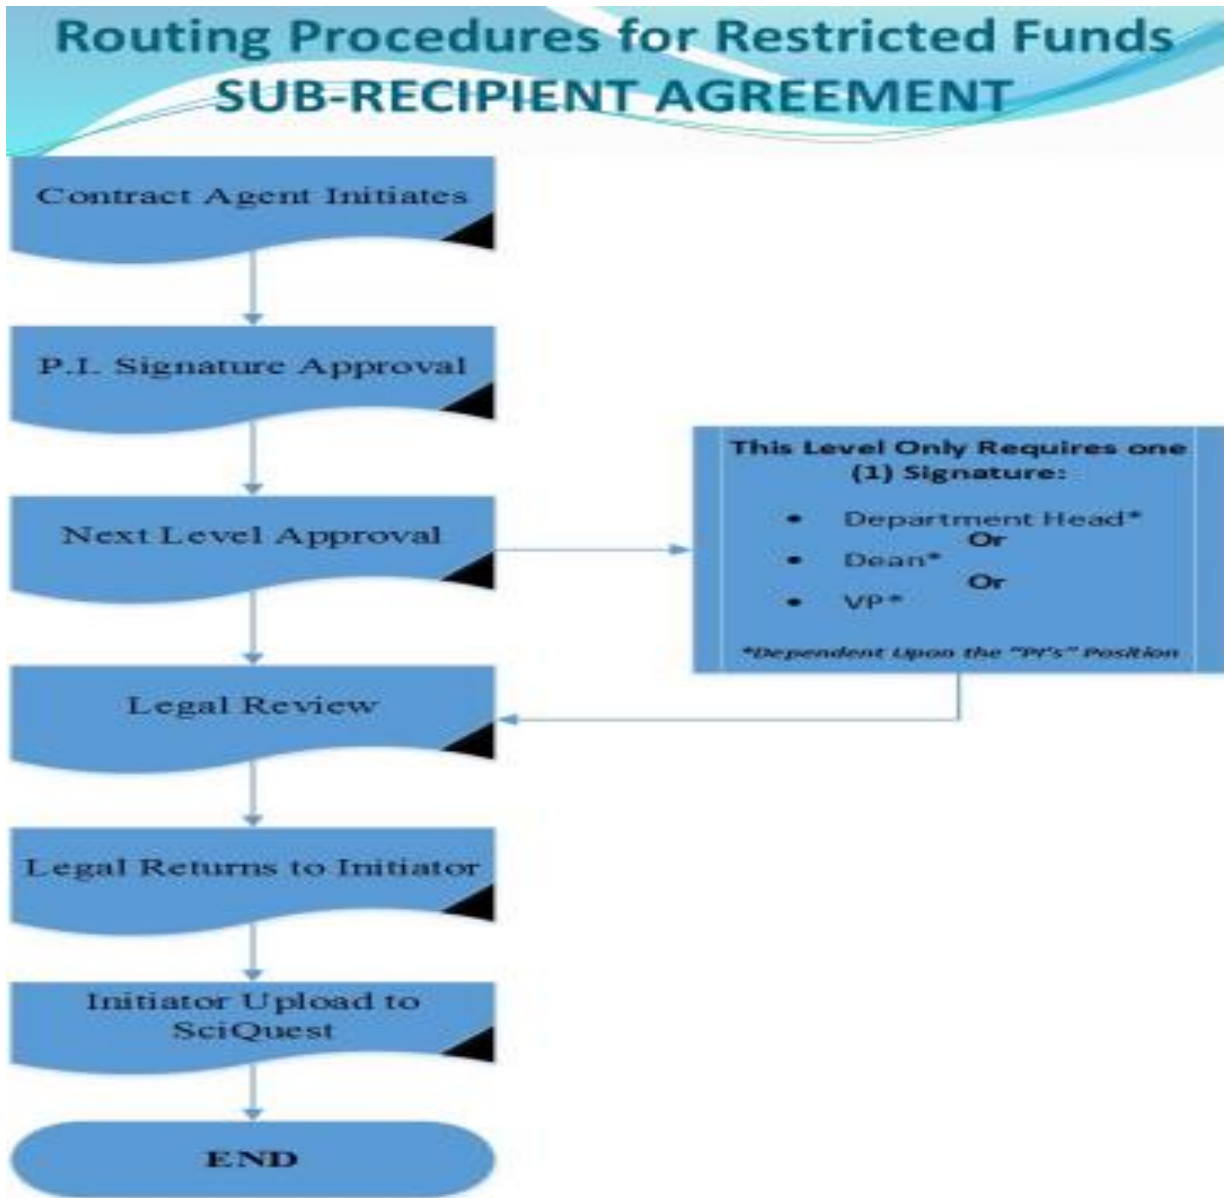 Routing Procedures for Restricted Funds
SUB-RECIPIENT AGREEMENT
Contract Agent Initiates
P.I. Signature Approval
Next Level Approval
This Level Only Requires one
(1) Signature:
• Department Head*
Or
• Dean*
Or
• VP*
*Dependent Upon the "PI's" Position
Legal Review
Legal Returns to Initiator
Initiator Upload to
SciQuest
END